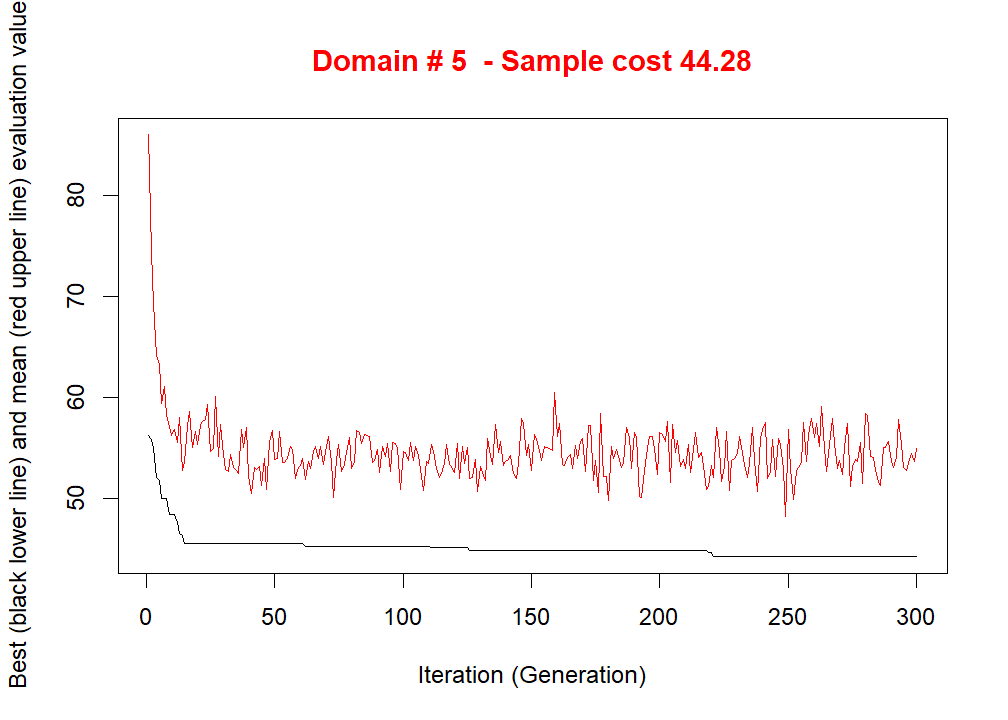 Domain # 5  - Sample cost 44.28
Best (black lower line) and mean (red upper line) evaluation value
80
70
60
50
0 50 100 150 200 250 300
Iteration (Generation)